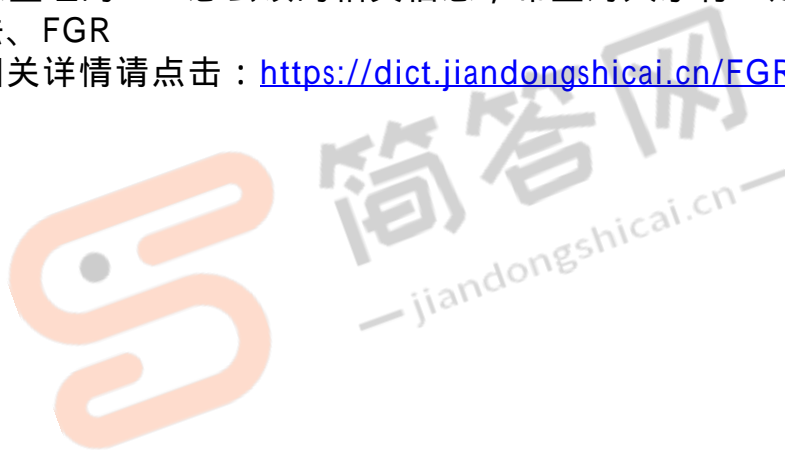 、FGR
关详情请点击：https://dict.jiandongshicai.cn/FGR
简答网
jiandongshicai.cn